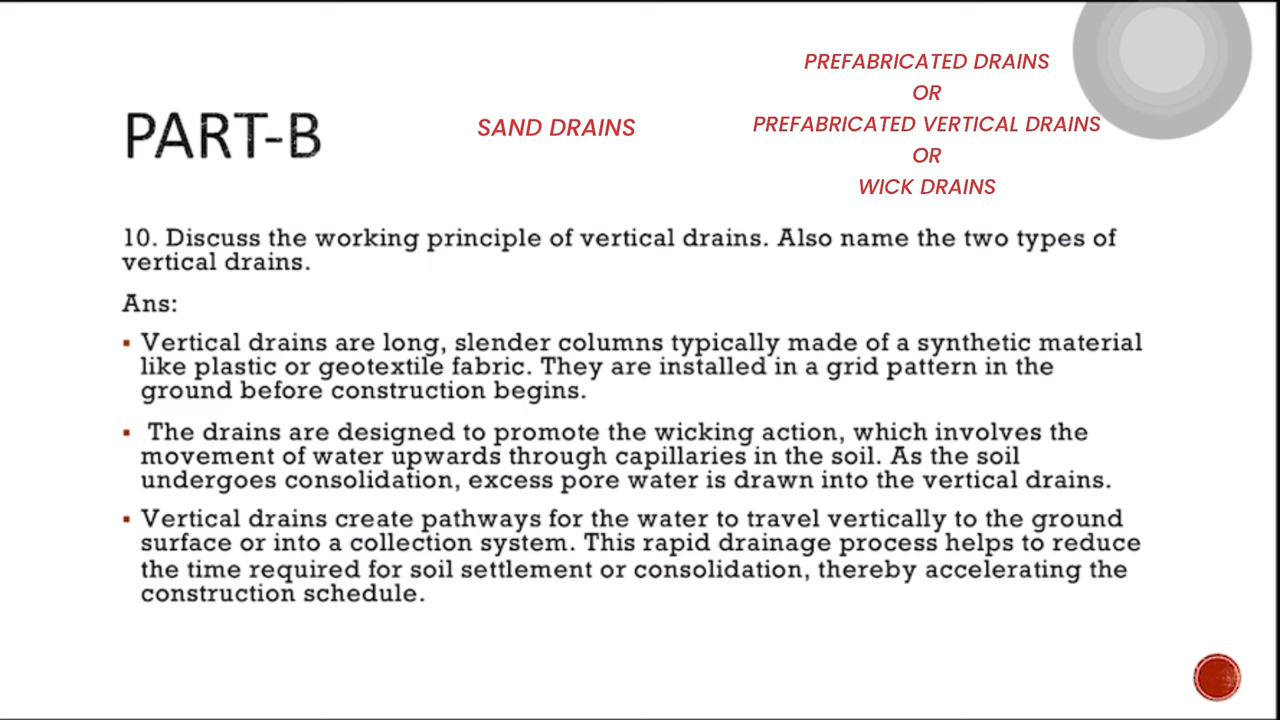 PART-B
SAND DRAINS
PREFABRICATED DRAINS
OR
PREFABRICATED VERTICAL DRAINS
OR
WICK DRAINS
10. Discuss the working principle of vertical drains. Also name the two types of
vertical drains.
Ans:
▪ Vertical drains are long, slender columns typically made of a synthetic material
like plastic or geotextile fabric. They are installed in a grid pattern in the
ground before construction begins.
▪ The drains are designed to promote the wicking action, which involves the
movement of water upwards through capillaries in the soil. As the soil
undergoes consolidation, excess pore water is drawn into the vertical drains.
▪ Vertical drains create pathways for the water to travel vertically to the ground
surface or into a collection system. This rapid drainage process helps to reduce
the time required for soil settlement or consolidation, thereby accelerating the
construction schedule.